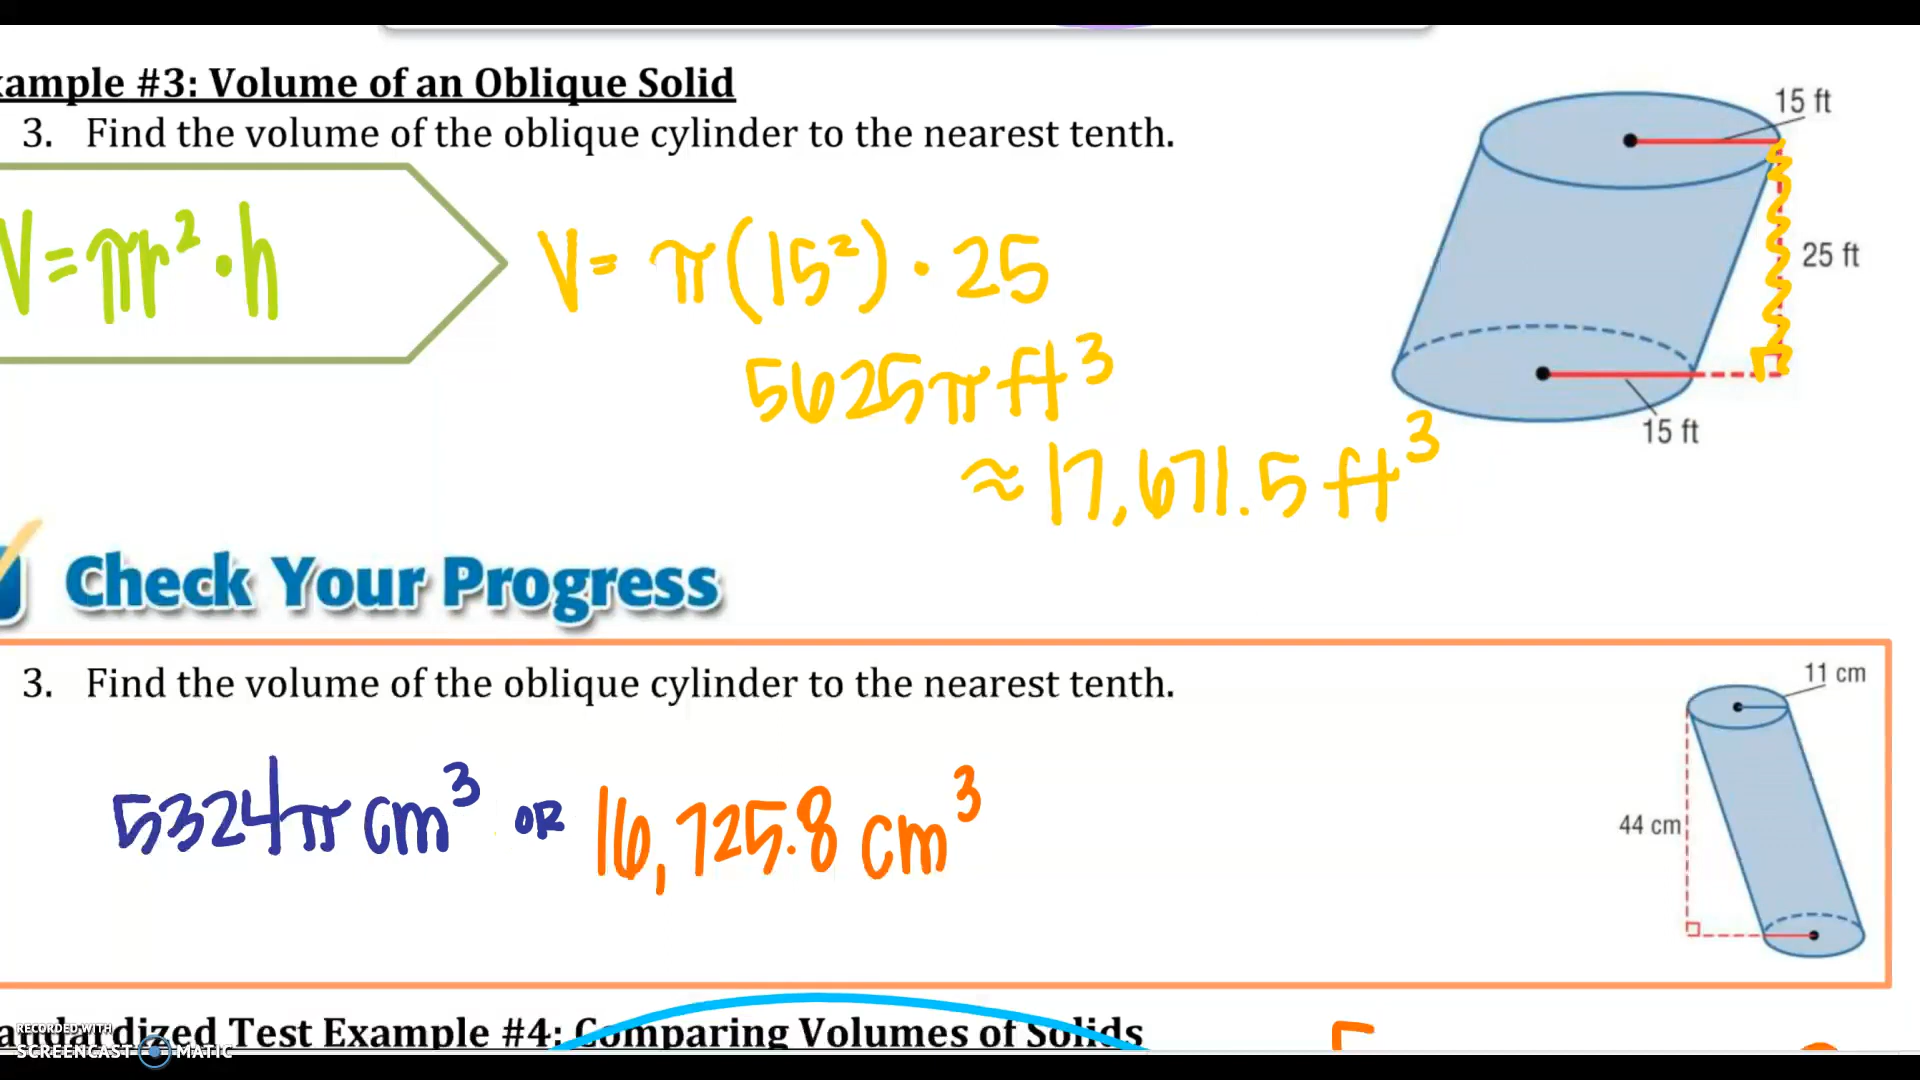 xample #3: Volume of an Oblique Solid
3. Find the volume of the oblique cylinder to the nearest tenth.
15 ft
V = πr² · h
V = π(15²) · 25
25 ft
5625π ft³
15 ft
≈ 17,671.5 ft³
Check Your Progress
3. Find the volume of the oblique cylinder to the nearest tenth.
11 cm
5324π cm³ OR 16,725.8 cm³
44 cm
andardized Test Example #4: Comparing Volumes of Solids
RECORDED WITH
SCREENCAST MATIC